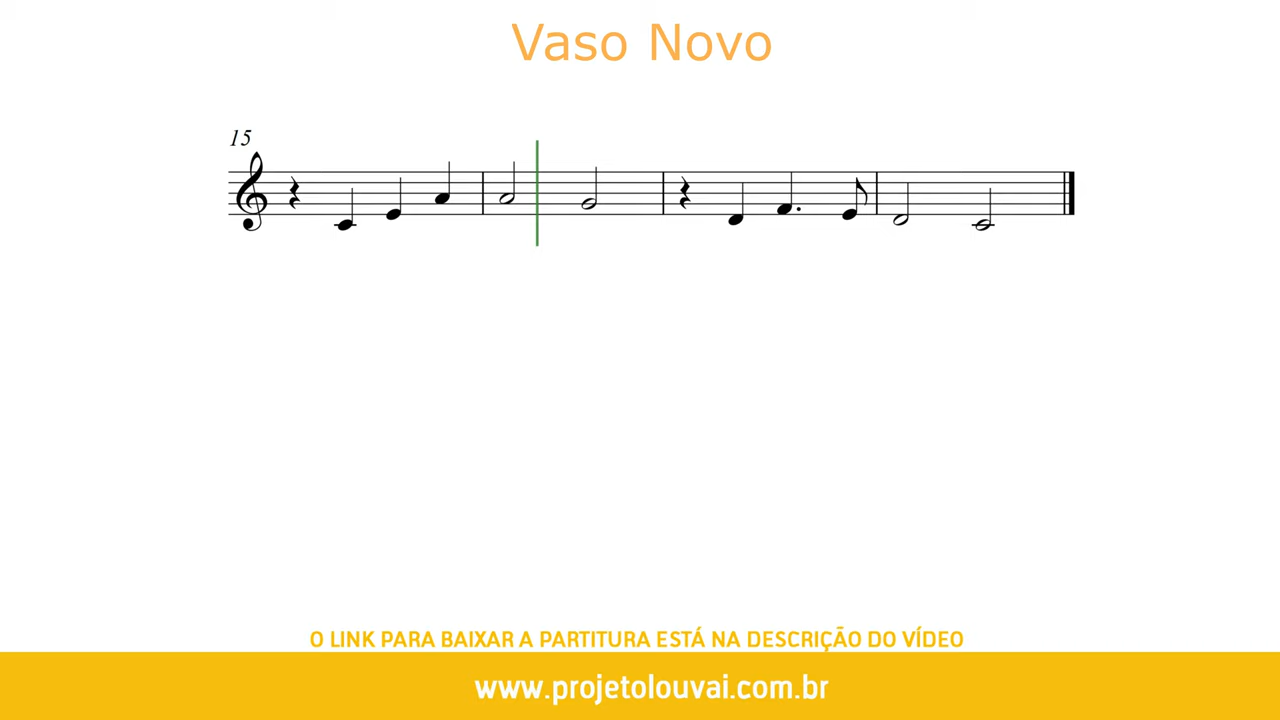 Vaso Novo
15
O LINK PARA BAIXAR A PARTITURA ESTÁ NA DESCRIÇÃO DO VÍDEO
www.projetolouvai.com.br